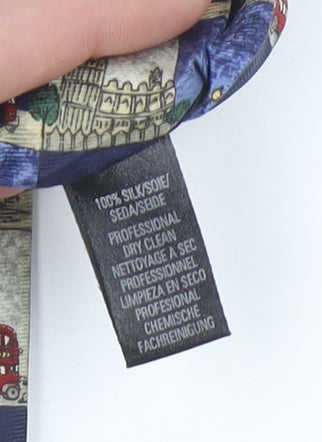 100% SILK/SOIE/
SEDA/SEIDE
PROFESSIONAL
DRY CLEAN
NETTOYAGE À SEC
PROFESSIONNEL
LIMPIEZA EN SECO
PROFESIONAL
CHEMISCHE
FACHREINIGUNG